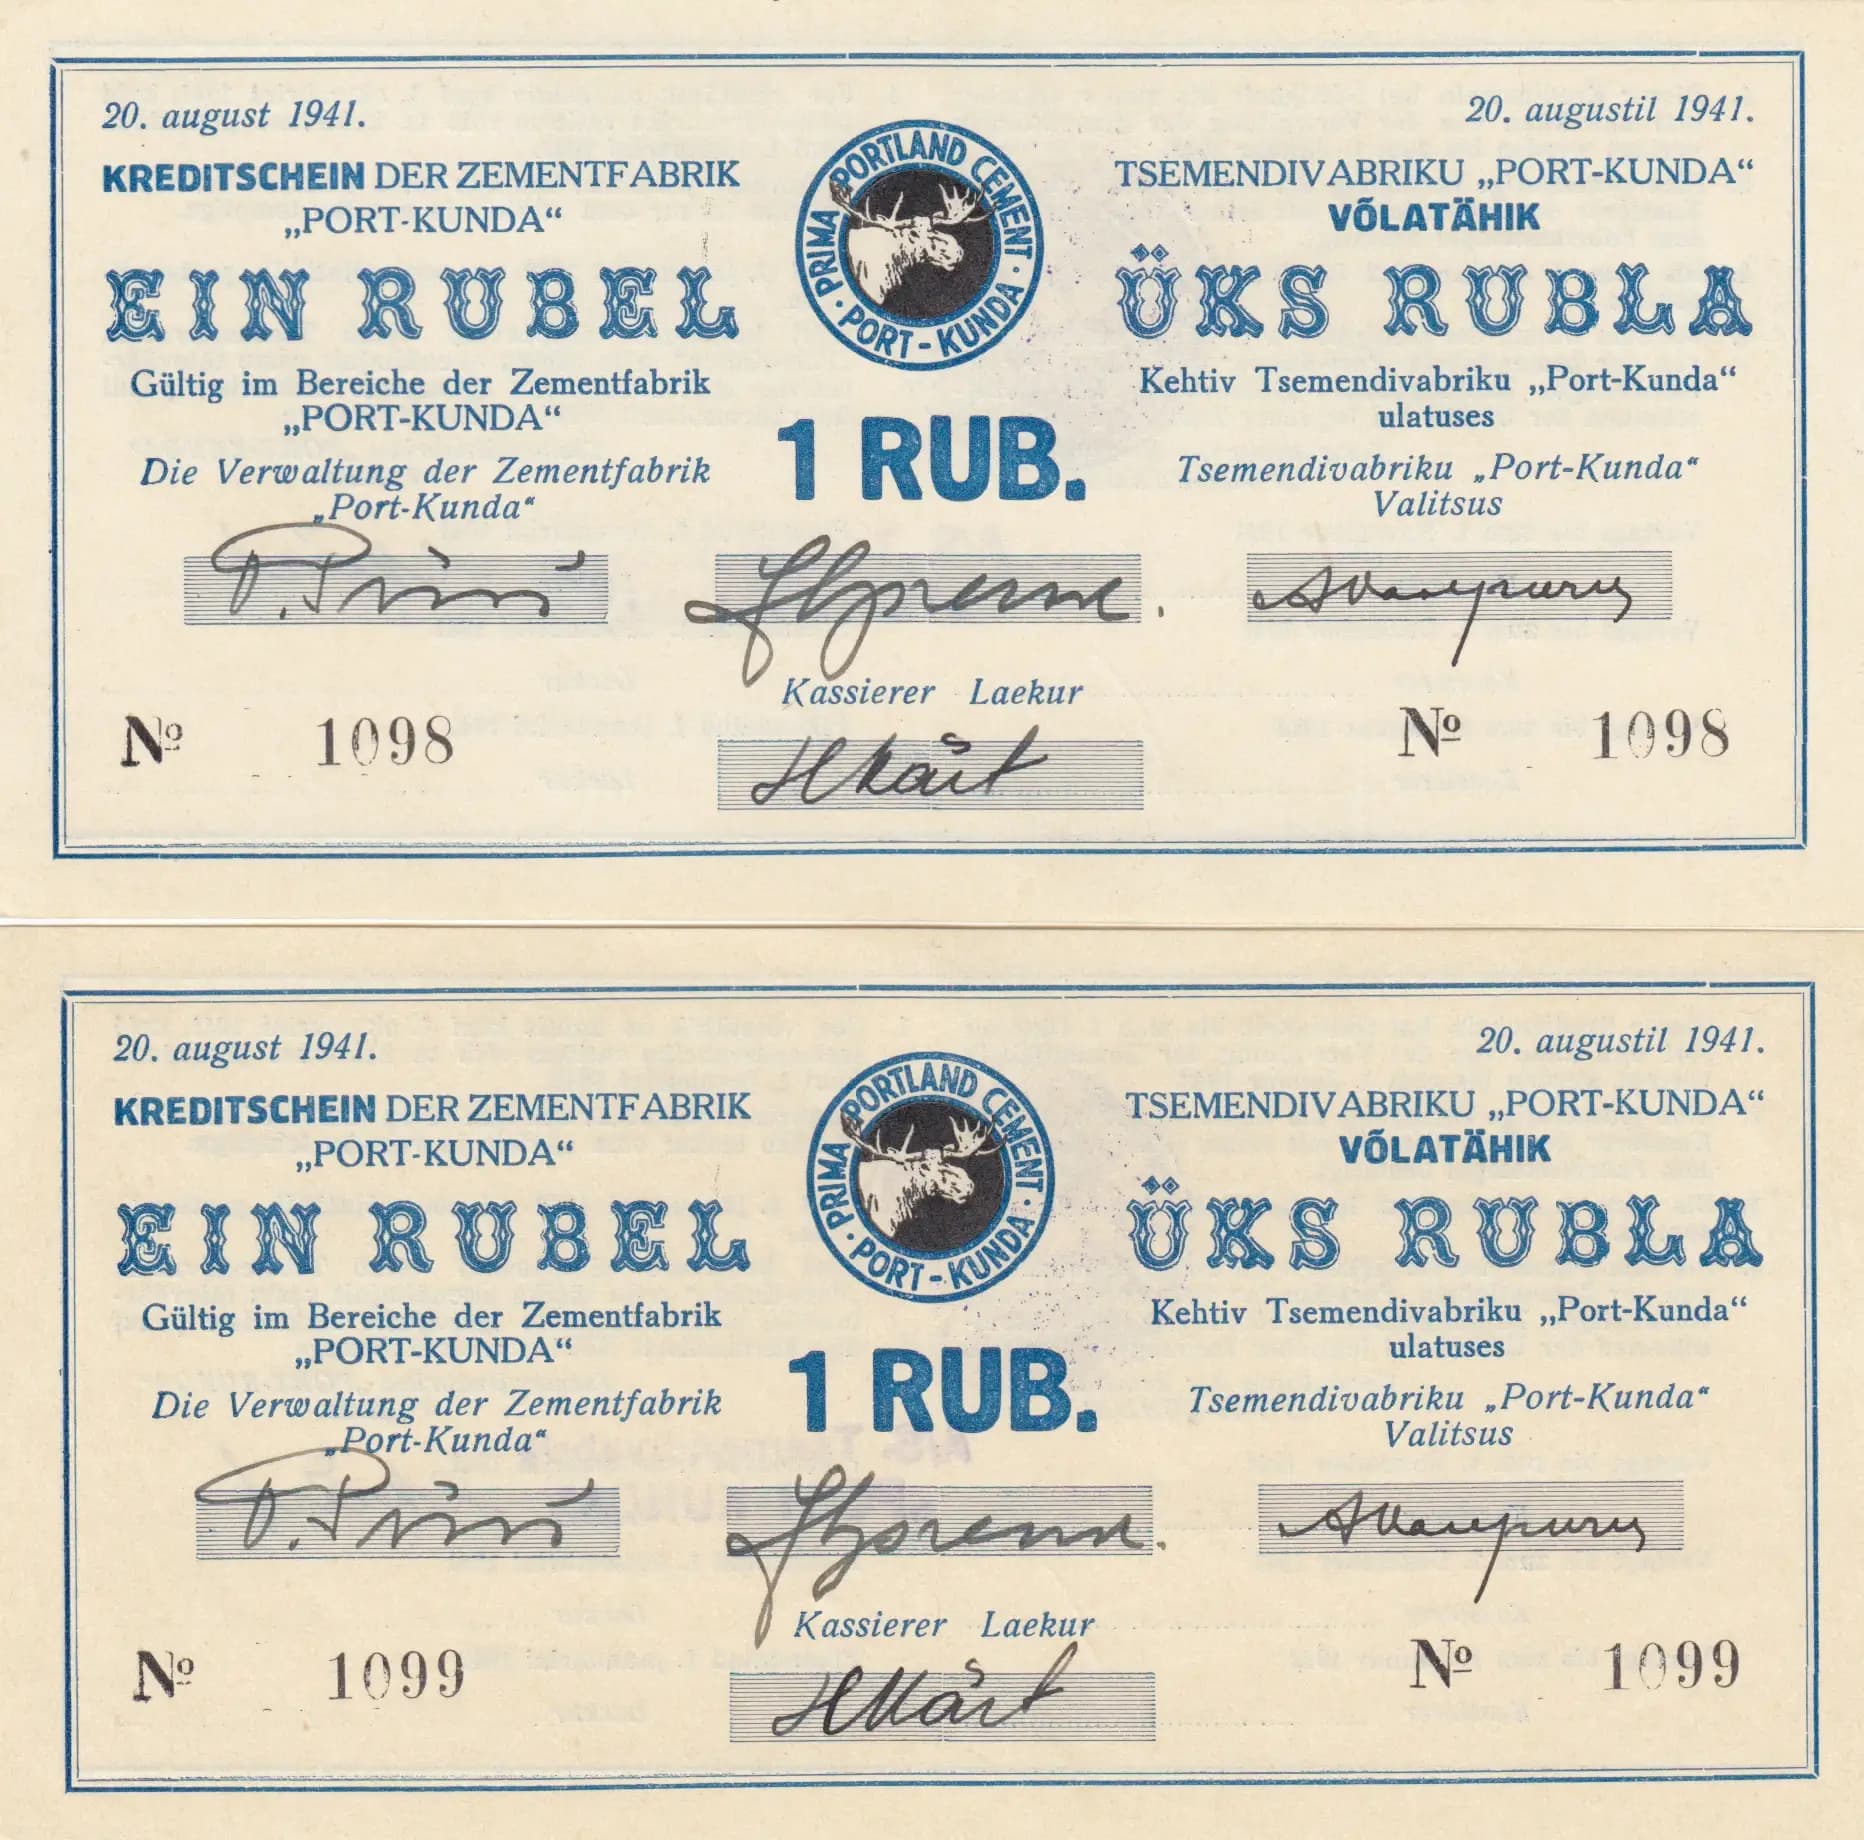 20. august 1941.
20. augustil 1941.
KREDITSCHEIN DER ZEMENTFABRIK
„PORT-KUNDA“
EIN RUBEL
Gültig im Bereiche der Zementfabrik
„PORT-KUNDA“
Die Verwaltung der Zementfabrik
„Port-Kunda“
PRIMA PORTLAND CEMENT · PORT-KUNDA ·
1 RUB.
TSEMENDIVABRIKU „PORT-KUNDA“
VÕLATÄHIK
ÜKS RUBLA
Kehtiv Tsemendivabriku „Port-Kunda“
ulatuses
Tsemendivabriku „Port-Kunda“
Valitsus
Kassierer Laekur
№ 1098
№ 1098
20. august 1941.
20. augustil 1941.
KREDITSCHEIN DER ZEMENTFABRIK
„PORT-KUNDA“
EIN RUBEL
Gültig im Bereiche der Zementfabrik
„PORT-KUNDA“
Die Verwaltung der Zementfabrik
„Port-Kunda“
PRIMA PORTLAND CEMENT · PORT-KUNDA ·
1 RUB.
TSEMENDIVABRIKU „PORT-KUNDA“
VÕLATÄHIK
ÜKS RUBLA
Kehtiv Tsemendivabriku „Port-Kunda“
ulatuses
Tsemendivabriku „Port-Kunda“
Valitsus
Kassierer Laekur
№ 1099
№ 1099